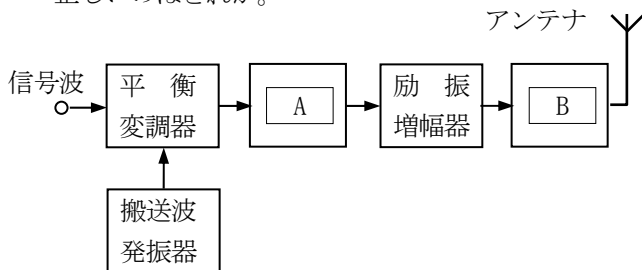 正しいのはどれか。
アンテナ
信号波
平 衡
変調器
A
励 振
増幅器
B
搬送波
発振器